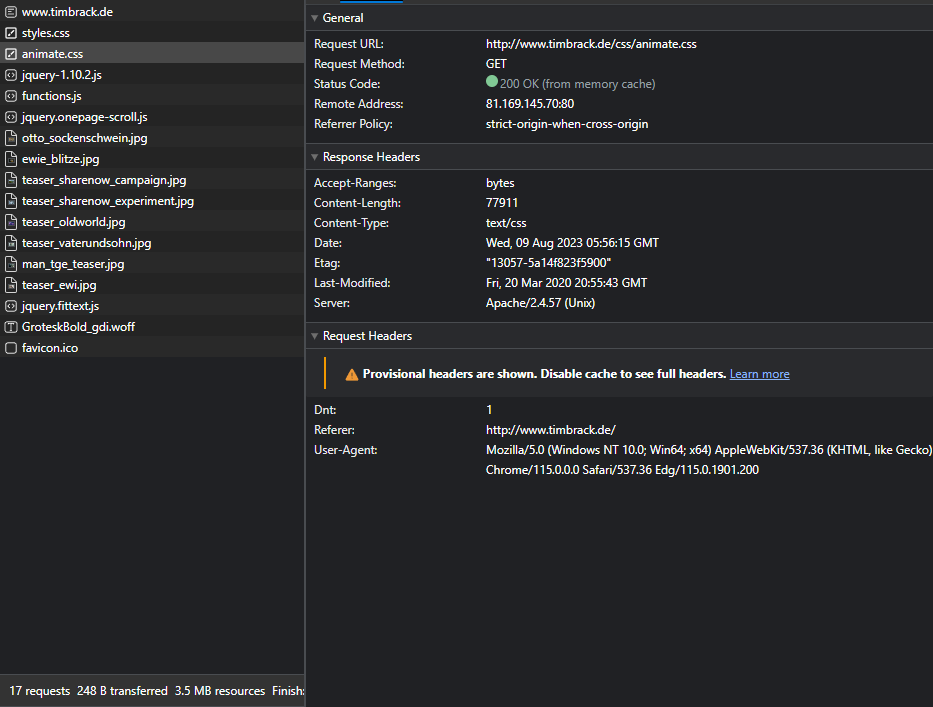 www.timbrack.de
styles.css
animate.css
jquery-1.10.2.js
functions.js
jquery.onepage-scroll.js
otto_sockenschwein.jpg
ewie_blitze.jpg
teaser_sharenow_campaign.jpg
teaser_sharenow_experiment.jpg
teaser_oldworld.jpg
teaser_vaterundsohn.jpg
man_tge_teaser.jpg
teaser_ewi.jpg
jquery.fittext.js
GroteskBold_gdi.woff
favicon.ico
17 requests 248 B transferred 3.5 MB resources Finish:
General
Request URL: http://www.timbrack.de/css/animate.css
Request Method: GET
Status Code: 200 OK (from memory cache)
Remote Address: 81.169.145.70:80
Referrer Policy: strict-origin-when-cross-origin
Response Headers
Accept-Ranges: bytes
Content-Length: 77911
Content-Type: text/css
Date: Wed, 09 Aug 2023 05:56:15 GMT
Etag: "13057-5a14f823f5900"
Last-Modified: Fri, 20 Mar 2020 20:55:43 GMT
Server: Apache/2.4.57 (Unix)
Request Headers
Provisional headers are shown. Disable cache to see full headers. Learn more
Dnt: 1
Referer: http://www.timbrack.de/
User-Agent: Mozilla/5.0 (Windows NT 10.0; Win64; x64) AppleWebKit/537.36 (KHTML, like Gecko)
Chrome/115.0.0.0 Safari/537.36 Edg/115.0.1901.200